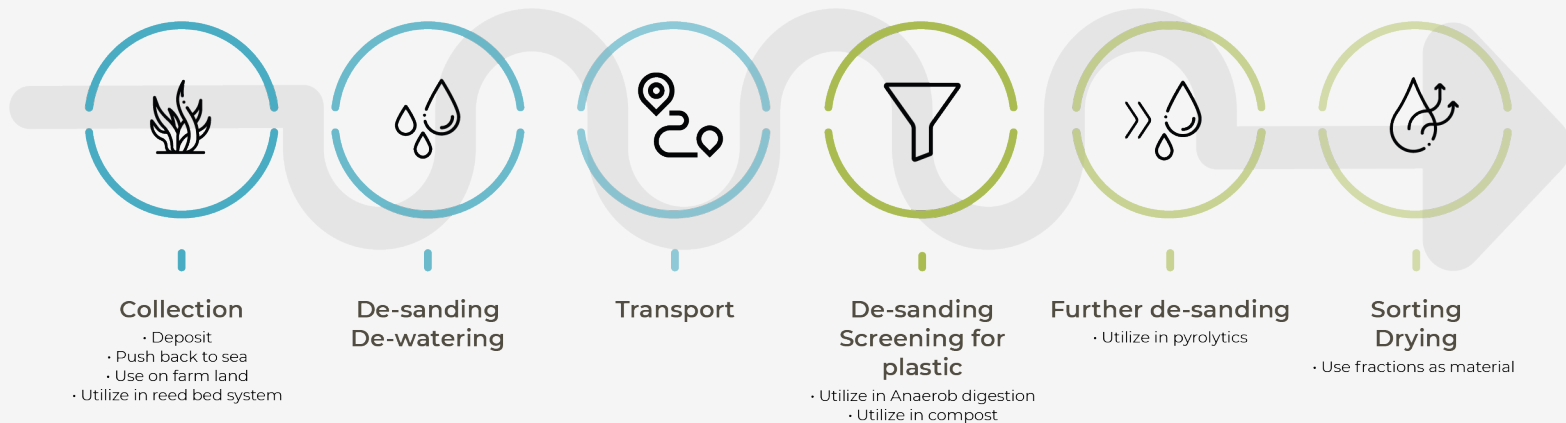 Collection
• Deposit
• Push back to sea
• Use on farm land
• Utilize in reed bed system
De-sanding
De-watering
Transport
De-sanding
Screening for
plastic
• Utilize in Anaerob digestion
• Utilize in compost
Further de-sanding
• Utilize in pyrolytics
Sorting
Drying
• Use fractions as material